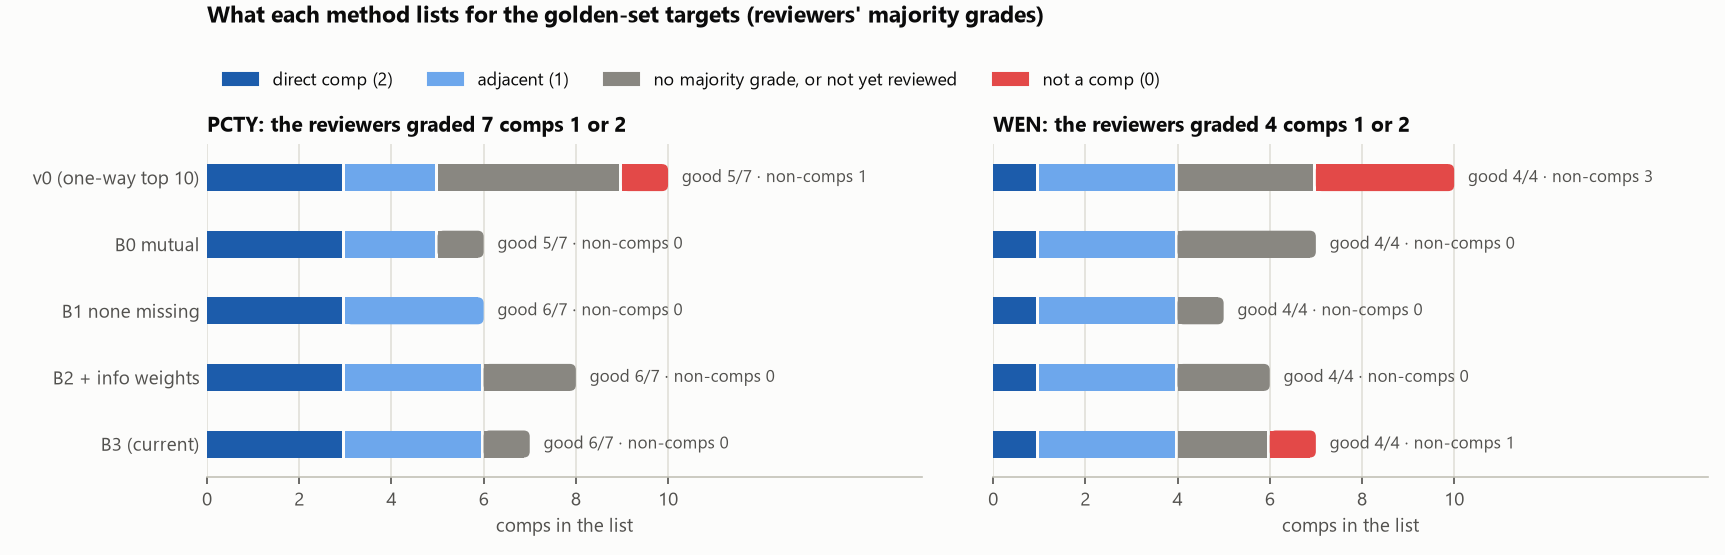 What each method lists for the golden-set targets (reviewers' majority grades)
direct comp (2)
adjacent (1)
no majority grade, or not yet reviewed
not a comp (0)
PCTY: the reviewers graded 7 comps 1 or 2
v0 (one-way top 10)
good 5/7 · non-comps 1
B0 mutual
good 5/7 · non-comps 0
B1 none missing
good 6/7 · non-comps 0
B2 + info weights
good 6/7 · non-comps 0
B3 (current)
good 6/7 · non-comps 0
0 2 4 6 8 10
comps in the list
WEN: the reviewers graded 4 comps 1 or 2
good 4/4 · non-comps 3
good 4/4 · non-comps 0
good 4/4 · non-comps 0
good 4/4 · non-comps 0
good 4/4 · non-comps 1
0 2 4 6 8 10
comps in the list